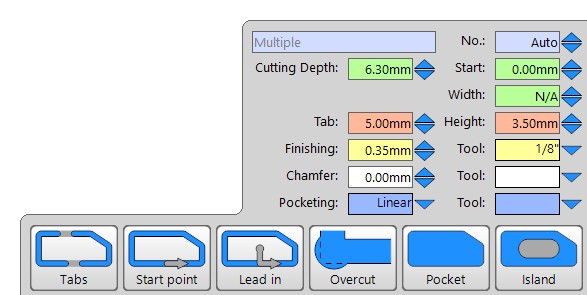 Multiple No.: Auto
Cutting Depth: 6.30mm Start: 0.00mm
Width: N/A
Tab: 5.00mm Height: 3.50mm
Finishing: 0.35mm Tool: 1/8"
Chamfer: 0.00mm Tool:
Pocketing: Linear Tool:
Tabs Start point Lead in Overcut Pocket Island